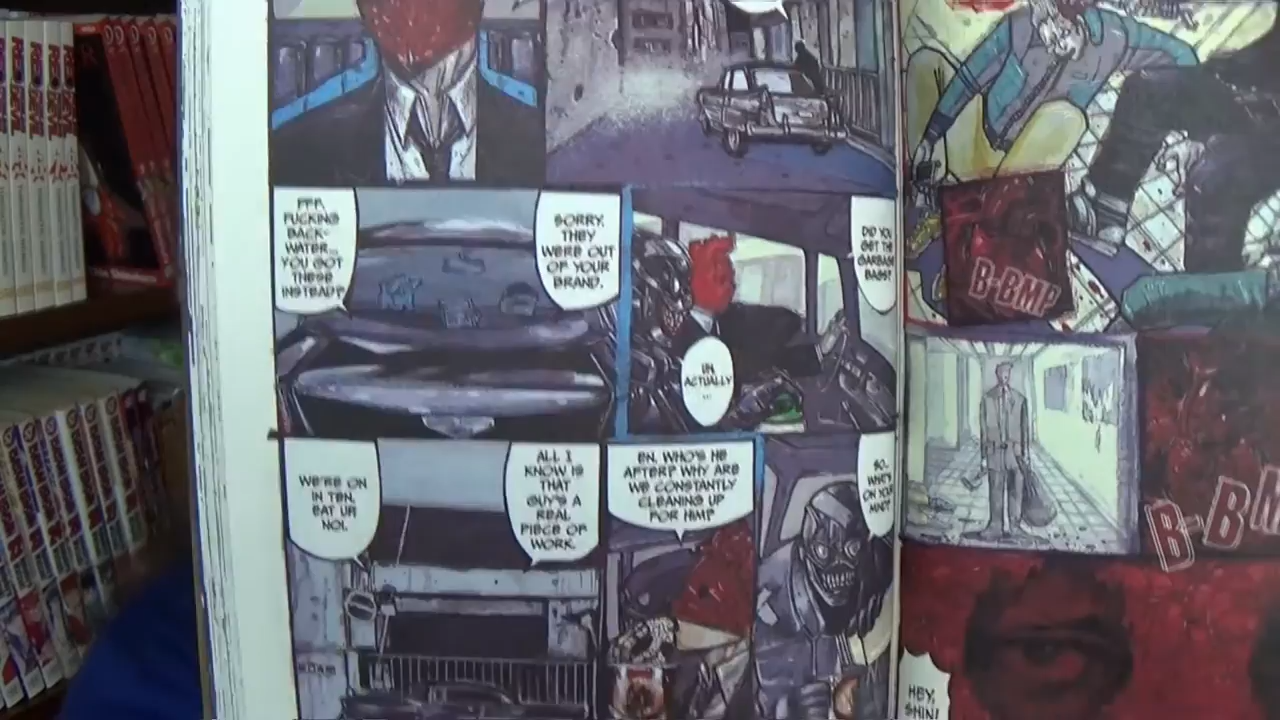 B-BMP
B-BM
HEY,
SHIN!
DID YOU
GET THE
GARBAGE
BAGS?
UH,
ACTUALLY
...
SORRY.
THEY
WERE OUT
OF YOUR
BRAND.
PFF.
FUCKING
BACK-
WATER...
YOU GOT
THESE
INSTEAD?
SO...
WHAT'S
ON YOUR
MIND?
EN, WHO'S HE
AFTER? WHY ARE
WE CONSTANTLY
CLEANING UP
FOR HIM?
ALL I
KNOW IS
THAT
GUY'S A
REAL
PIECE OF
WORK.
WE'RE ON
IN TEN.
EAT UP,
NOI.